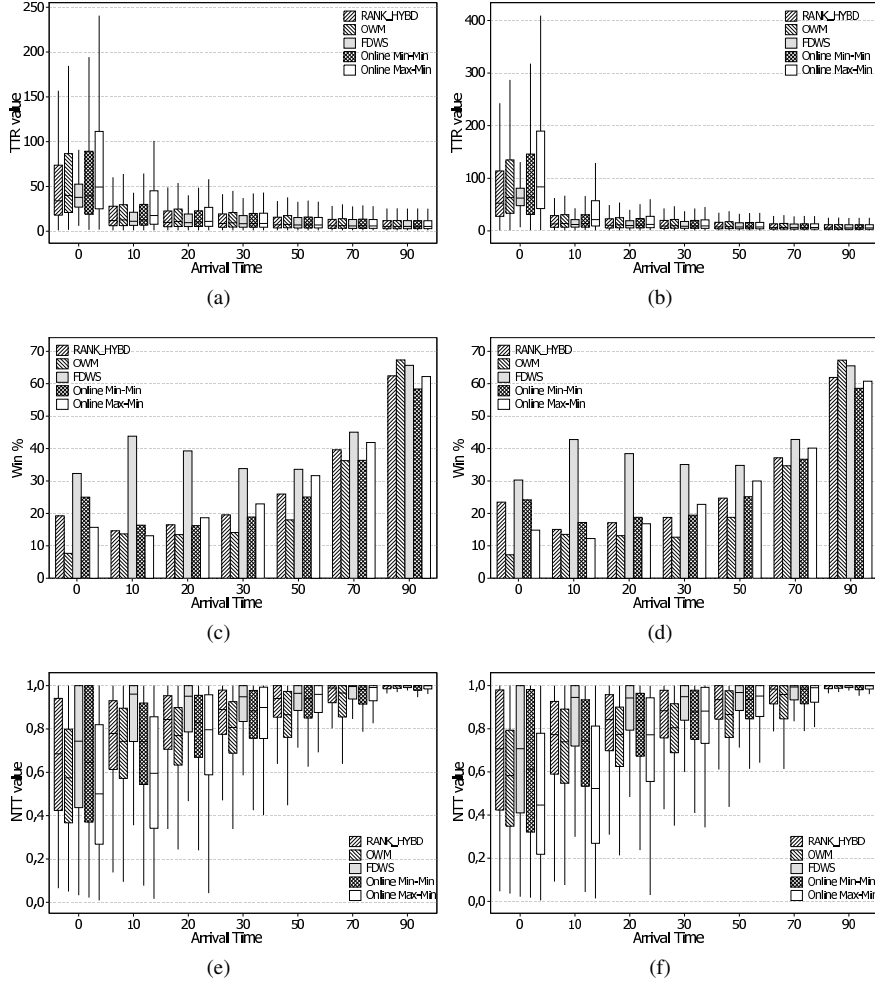 250
200
150
100
50
0
TTR value
RANK_HYBD
OWM
FDWS
Online Min-Min
Online Max-Min
0 10 20 30 50 70 90
Arrival Time
(a)
400
300
200
100
0
TTR value
RANK_HYBD
OWM
FDWS
Online Min-Min
Online Max-Min
0 10 20 30 50 70 90
Arrival Time
(b)
70
60
50
40
30
20
10
0
Win %
RANK_HYBD
OWM
FDWS
Online Min-Min
Online Max-Min
0 10 20 30 50 70 90
Arrival Time
(c)
70
60
50
40
30
20
10
0
Win %
RANK_HYBD
OWM
FDWS
Online Min-Min
Online Max-Min
0 10 20 30 50 70 90
Arrival Time
(d)
1,0
0,8
0,6
0,4
0,2
0,0
NTT value
RANK_HYBD
OWM
FDWS
Online Min-Min
Online Max-Min
0 10 20 30 50 70 90
Arrival Time
(e)
1,0
0,8
0,6
0,4
0,2
0,0
NTT value
RANK_HYBD
OWM
FDWS
Online Min-Min
Online Max-Min
0 10 20 30 50 70 90
Arrival Time
(f)